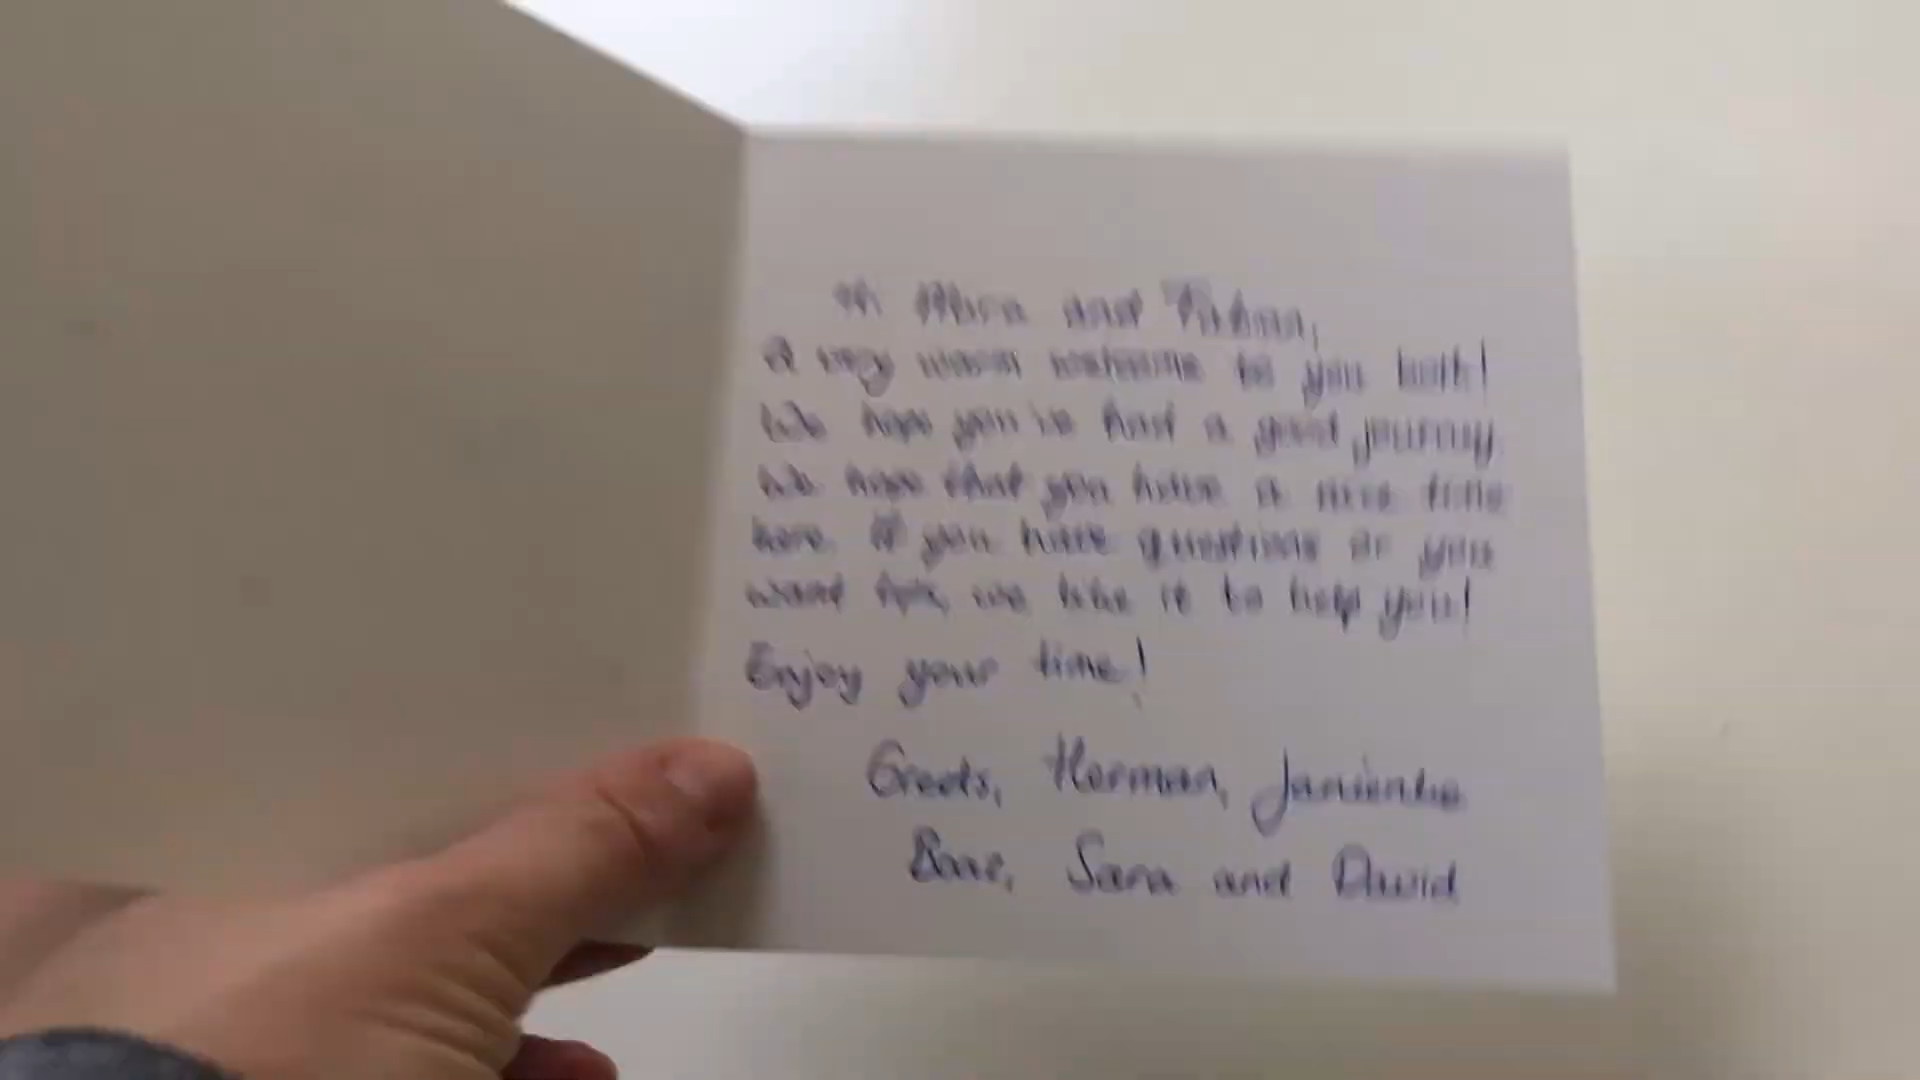 Hi and
A very warm welcome to you both!
We hope you've had a good journey.
We hope that you have a nice time
here. If you have questions or you
want tips, we like it to help you!
Enjoy your time!
Greets, Herman, Janienke
Sara and David